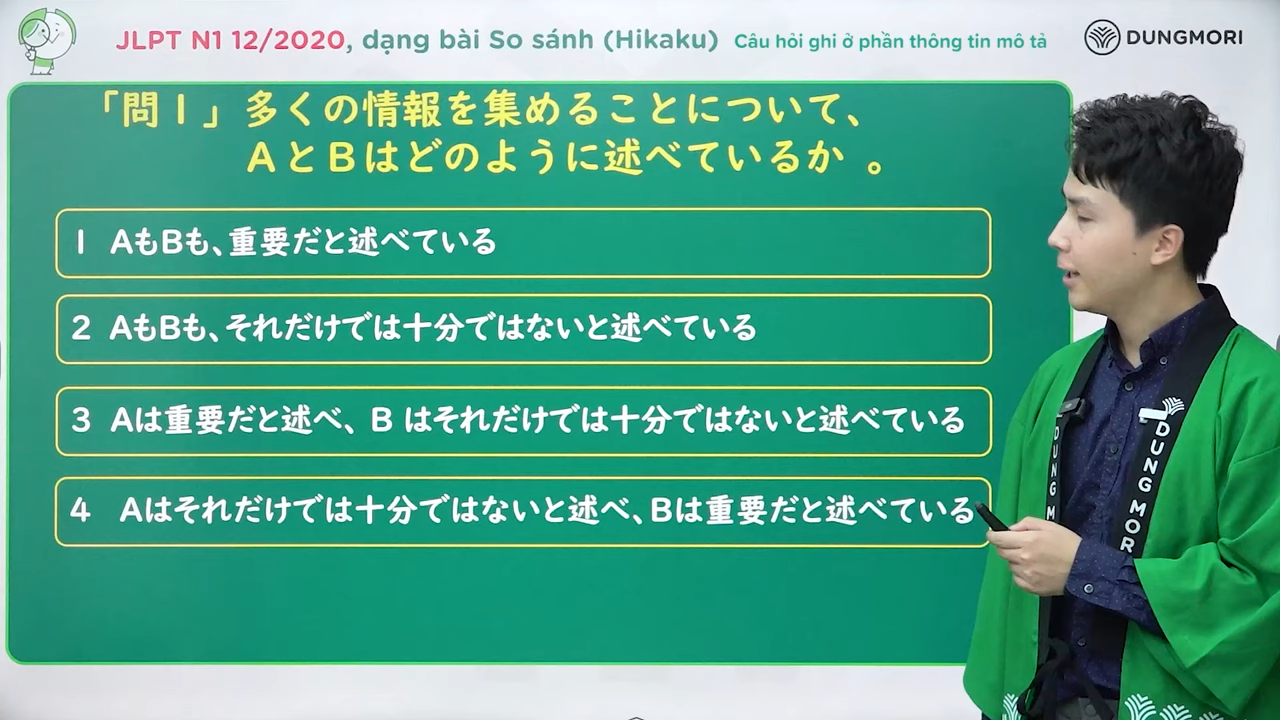 JLPT N1 12/2020, dạng bài So sánh (Hikaku) Câu hỏi ghi ở phần thông tin mô tả
DUNGMORI
「問1」多くの情報を集めることについて、
AとBはどのように述べているか 。
1 AもBも、重要だと述べている
2 AもBも、それだけでは十分ではないと述べている
3 Aは重要だと述べ、B はそれだけでは十分ではないと述べている
4 Aはそれだけでは十分ではないと述べ、Bは重要だと述べている
DUNG M
DUNG MOR